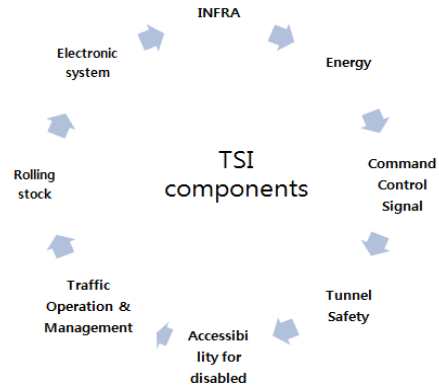 INFRA
Energy
Command
Control
Signal
Tunnel
Safety
Accessibi
lity for
disabled
Traffic
Operation &
Management
Rolling
stock
Electronic
system
TSI
components